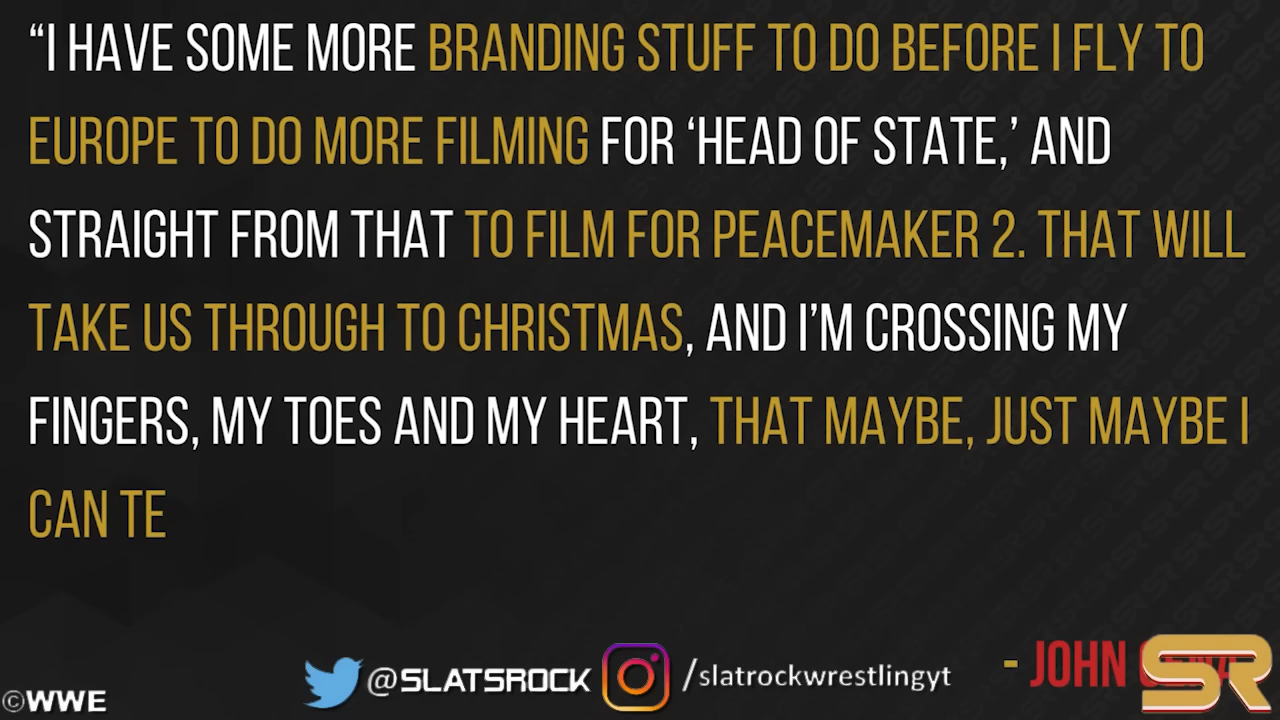 “I HAVE SOME MORE BRANDING STUFF TO DO BEFORE I FLY TO
EUROPE TO DO MORE FILMING FOR ‘HEAD OF STATE,’ AND
STRAIGHT FROM THAT TO FILM FOR PEACEMAKER 2. THAT WILL
TAKE US THROUGH TO CHRISTMAS, AND I’M CROSSING MY
FINGERS, MY TOES AND MY HEART, THAT MAYBE, JUST MAYBE I
CAN TE
- JOHN
SR
@SLATSROCK /slatrockwrestlingyt
©WWE